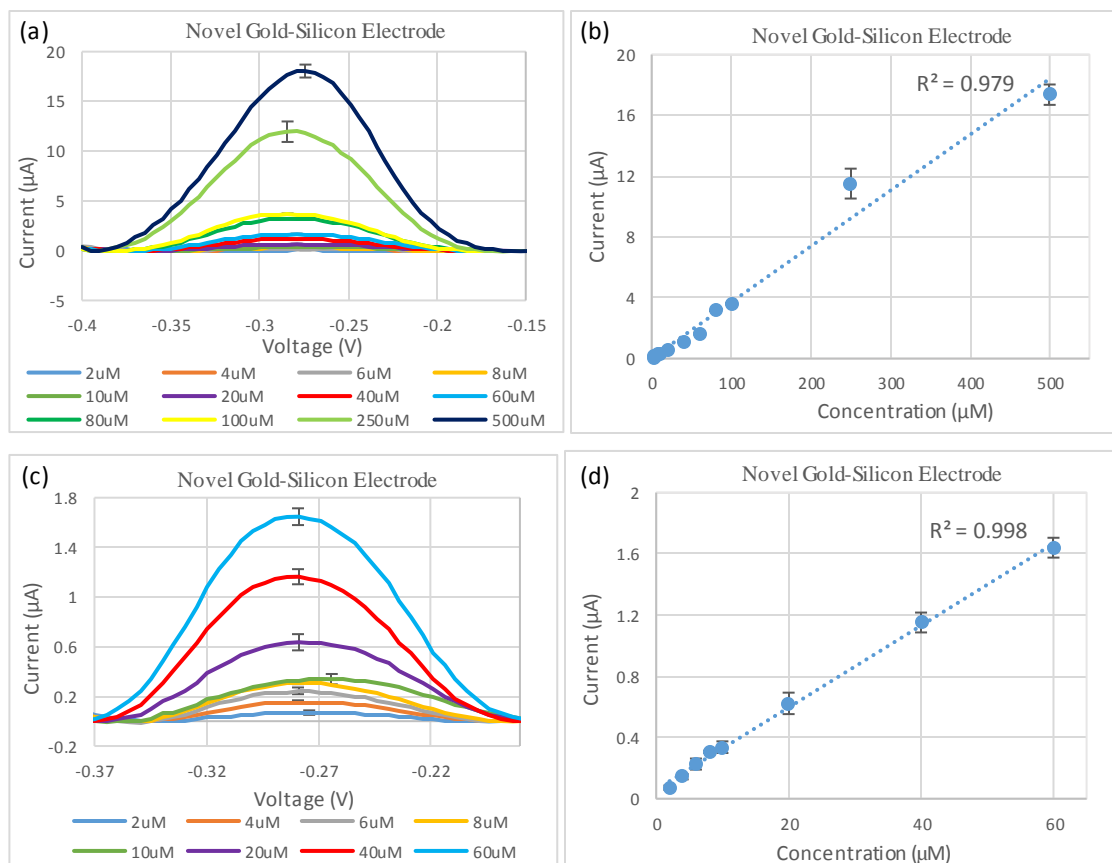 (a)
Novel Gold-Silicon Electrode
20
15
10
5
0
-5
Current (µA)
-0.4
-0.35
-0.3
-0.25
-0.2
-0.15
Voltage (V)
2uM 4uM 6uM 8uM
10uM 20uM 40uM 60uM
80uM 100uM 250uM 500uM
(b)
Novel Gold-Silicon Electrode
R² = 0.979
20
16
12
8
4
0
Current (µA)
0
100
200
300
400
500
Concentration (µM)
(c)
Novel Gold-Silicon Electrode
1.8
1.4
1
0.6
0.2
-0.2
Current (µA)
-0.37
-0.32
-0.27
-0.22
Voltage (V)
2uM 4uM 6uM 8uM
10uM 20uM 40uM 60uM
(d)
Novel Gold-Silicon Electrode
R² = 0.998
2
1.6
1.2
0.8
0.4
0
Current (µA)
0
20
40
60
Concentration (µM)